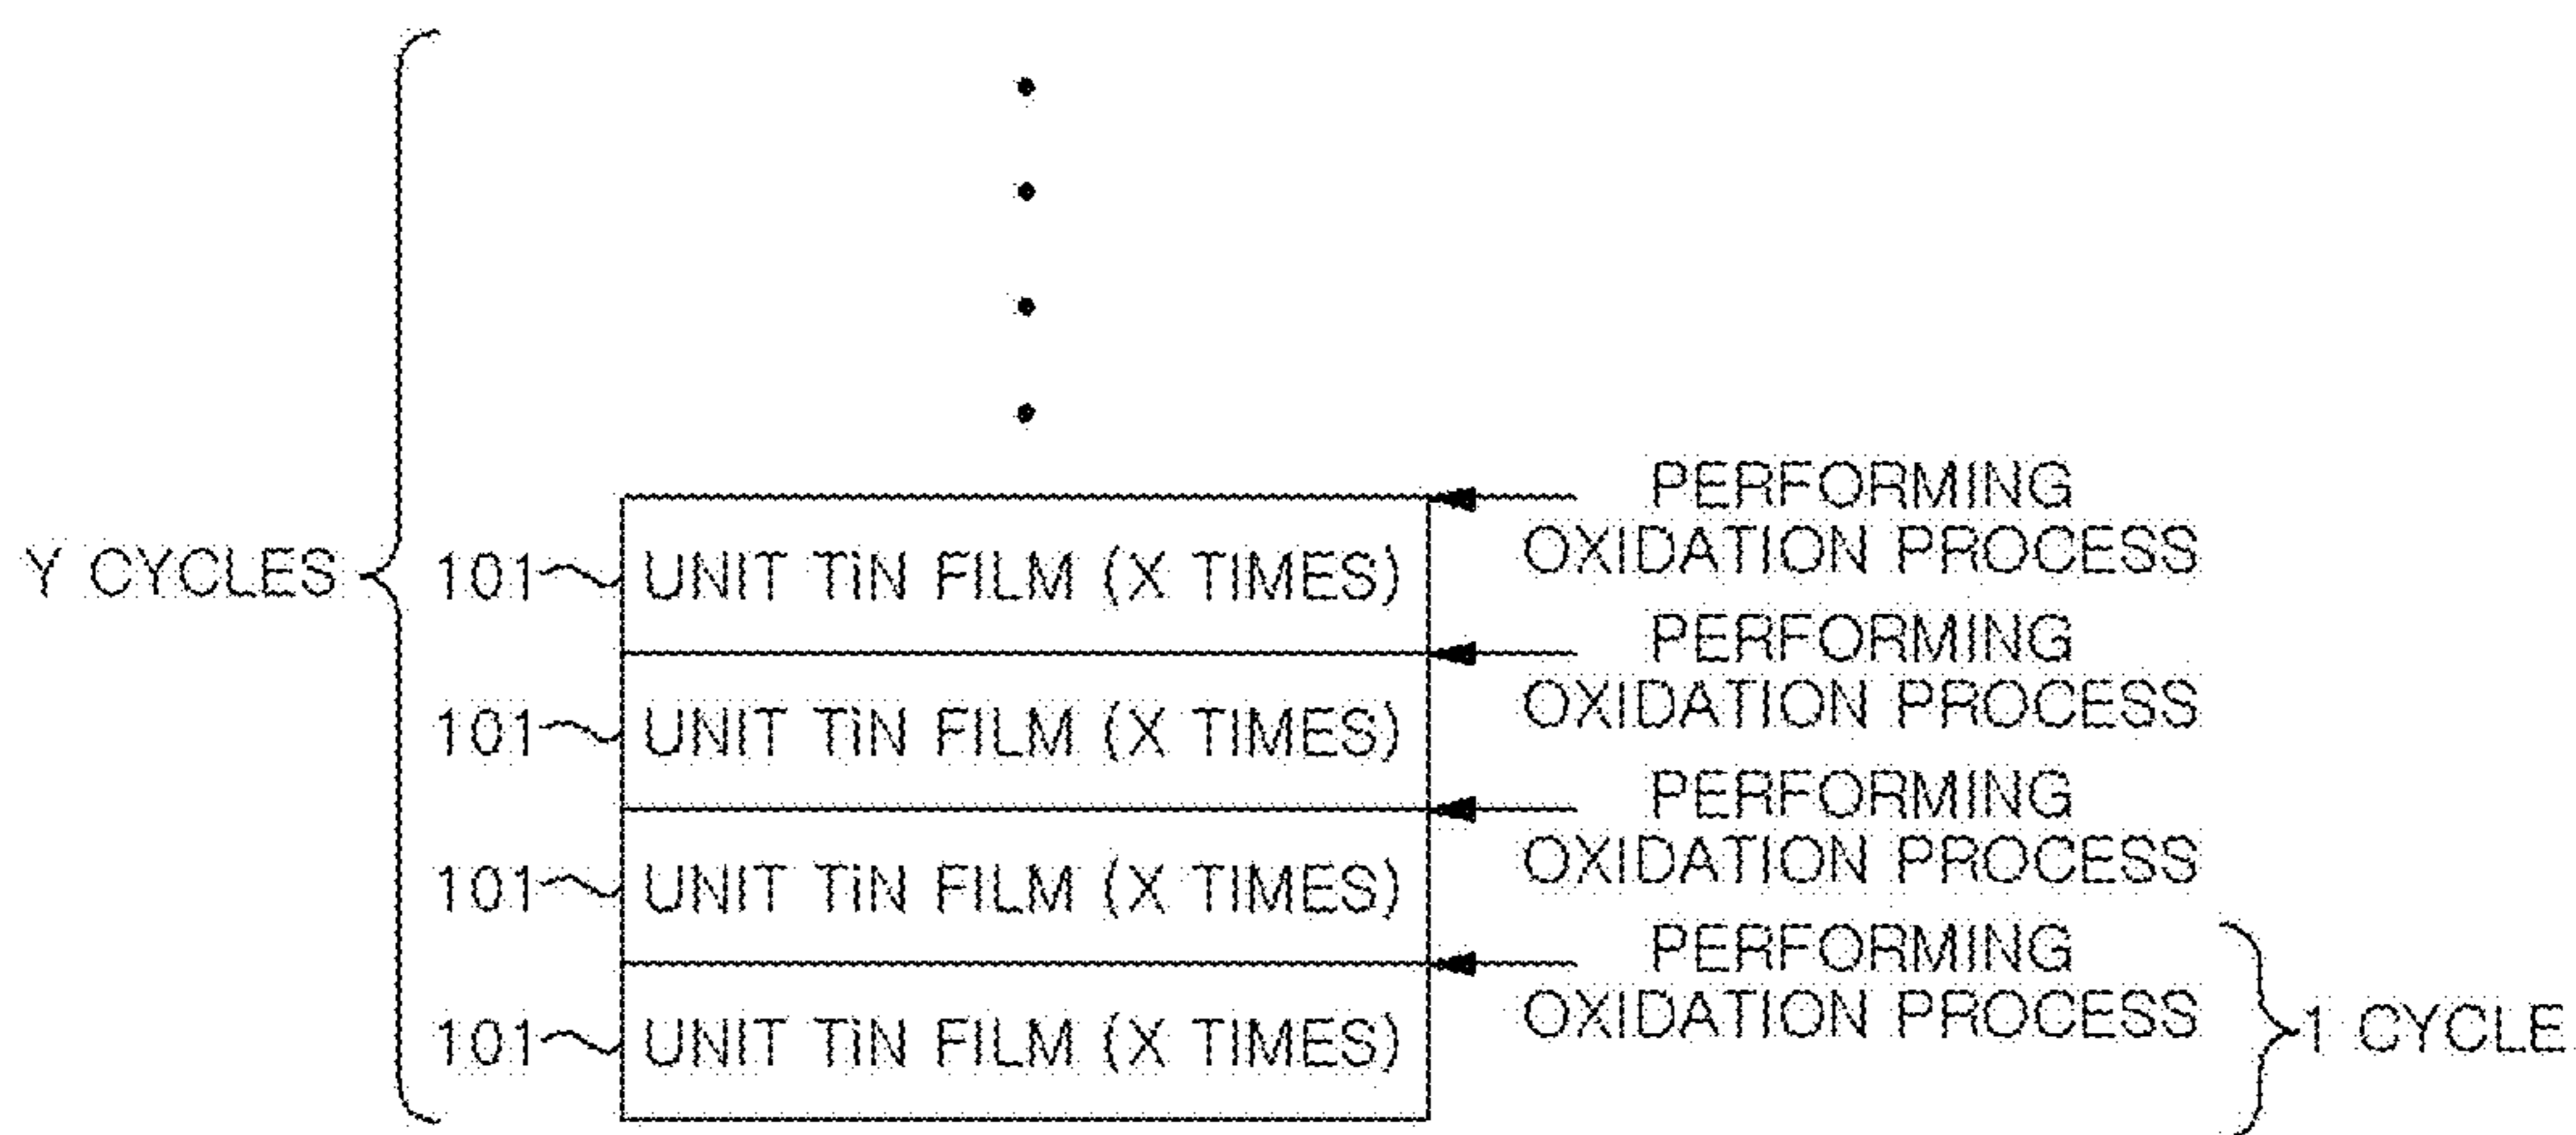 PERFORMING
OXIDATION PROCESS
Y CYCLES
101
UNIT TiN FILM (X TIMES)
PERFORMING
OXIDATION PROCESS
101
UNIT TiN FILM (X TIMES)
PERFORMING
OXIDATION PROCESS
101
UNIT TiN FILM (X TIMES)
PERFORMING
OXIDATION PROCESS
101
UNIT TiN FILM (X TIMES)
1 CYCLE